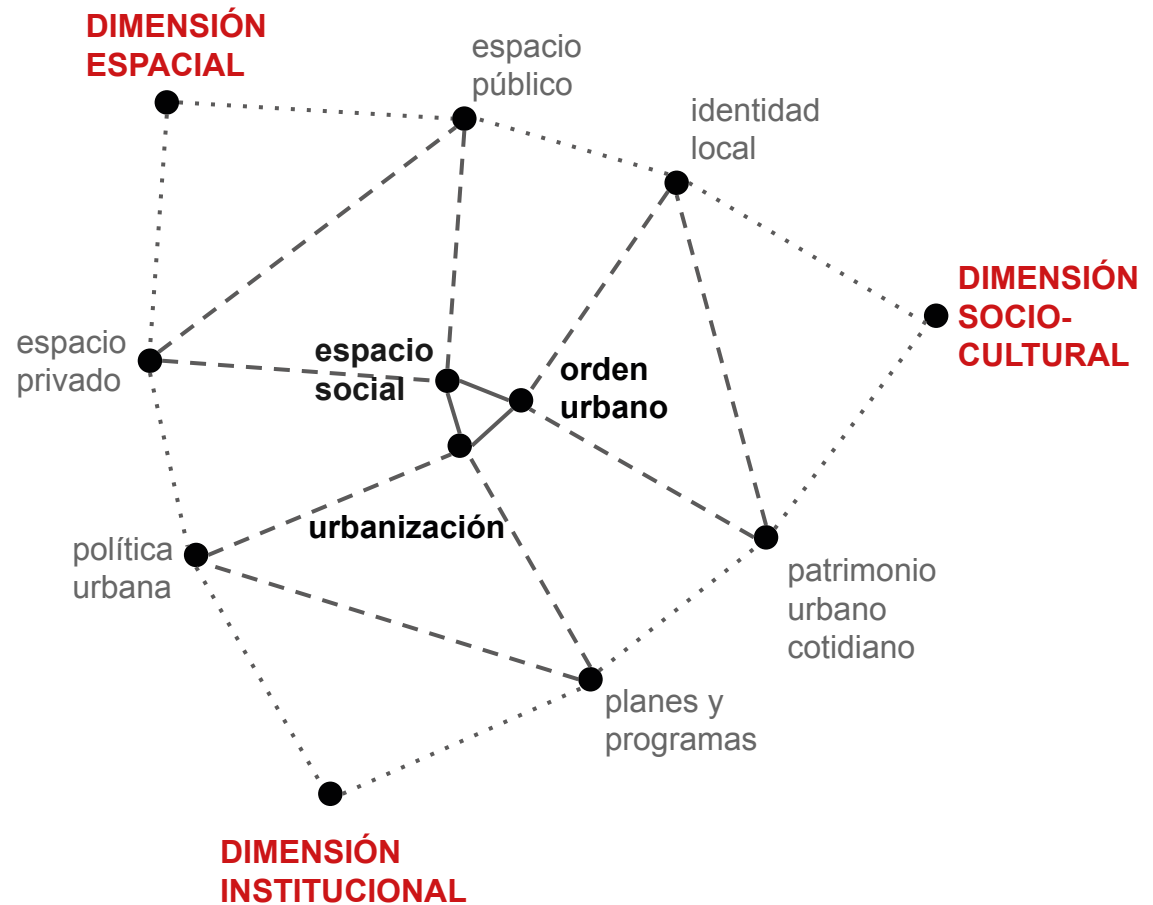 DIMENSIÓN
ESPACIAL
espacio
público
identidad
local
DIMENSIÓN
SOCIO-
CULTURAL
espacio
privado
espacio
social
orden
urbano
urbanización
política
urbana
patrimonio
urbano
cotidiano
planes y
programas
DIMENSIÓN
INSTITUCIONAL